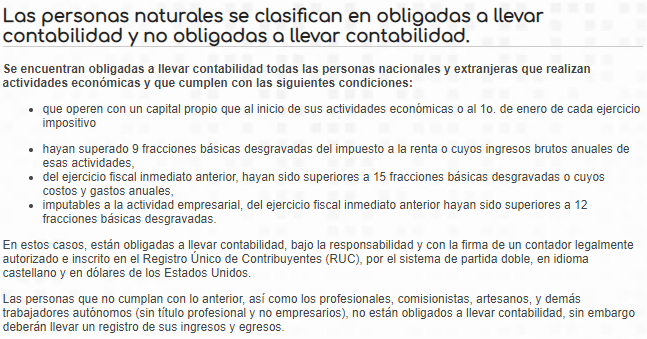 Las personas naturales se clasifican en obligadas a llevar
contabilidad y no obligadas a llevar contabilidad.
Se encuentran obligadas a llevar contabilidad todas las personas nacionales y extranjeras que realizan
actividades económicas y que cumplen con las siguientes condiciones:
• que operen con un capital propio que al inicio de sus actividades económicas o al 1o. de enero de cada ejercicio
impositivo
• hayan superado 9 fracciones básicas desgravadas del impuesto a la renta o cuyos ingresos brutos anuales de
esas actividades,
• del ejercicio fiscal inmediato anterior, hayan sido superiores a 15 fracciones básicas desgravadas o cuyos
costos y gastos anuales,
• imputables a la actividad empresarial, del ejercicio fiscal inmediato anterior hayan sido superiores a 12
fracciones básicas desgravadas.
En estos casos, están obligadas a llevar contabilidad, bajo la responsabilidad y con la firma de un contador legalmente
autorizado e inscrito en el Registro Único de Contribuyentes (RUC), por el sistema de partida doble, en idioma
castellano y en dólares de los Estados Unidos.
Las personas que no cumplan con lo anterior, así como los profesionales, comisionistas, artesanos, y demás
trabajadores autónomos (sin título profesional y no empresarios), no están obligados a llevar contabilidad, sin embargo
deberán llevar un registro de sus ingresos y egresos.